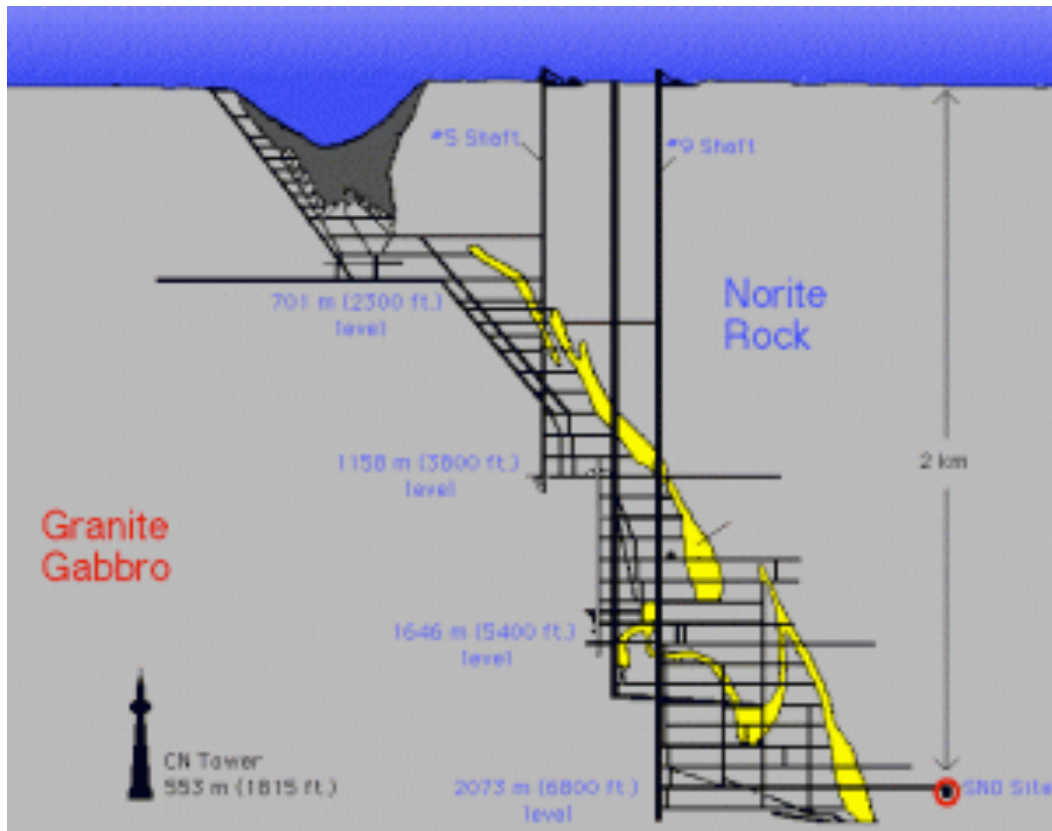 #5 Shaft
#9 Shaft
701 m (2300 ft.)
level
Norite
Rock
1158 m (3800 ft.)
level
2 km
Granite
Gabbro
1646 m (5400 ft.)
level
CN Tower
553 m (1815 ft.)
2073 m (6800 ft.)
level
SNO Site